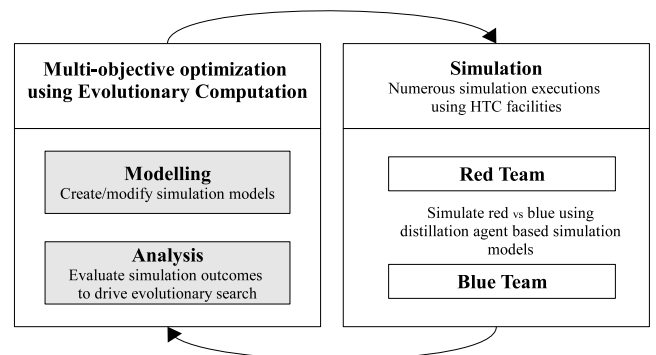 Multi-objective optimization
using Evolutionary Computation
Modelling
Create/modify simulation models
Analysis
Evaluate simulation outcomes
to drive evolutionary search
Simulation
Numerous simulation executions
using HTC facilities
Red Team
Simulate red vs blue using
distillation agent based simulation
models
Blue Team